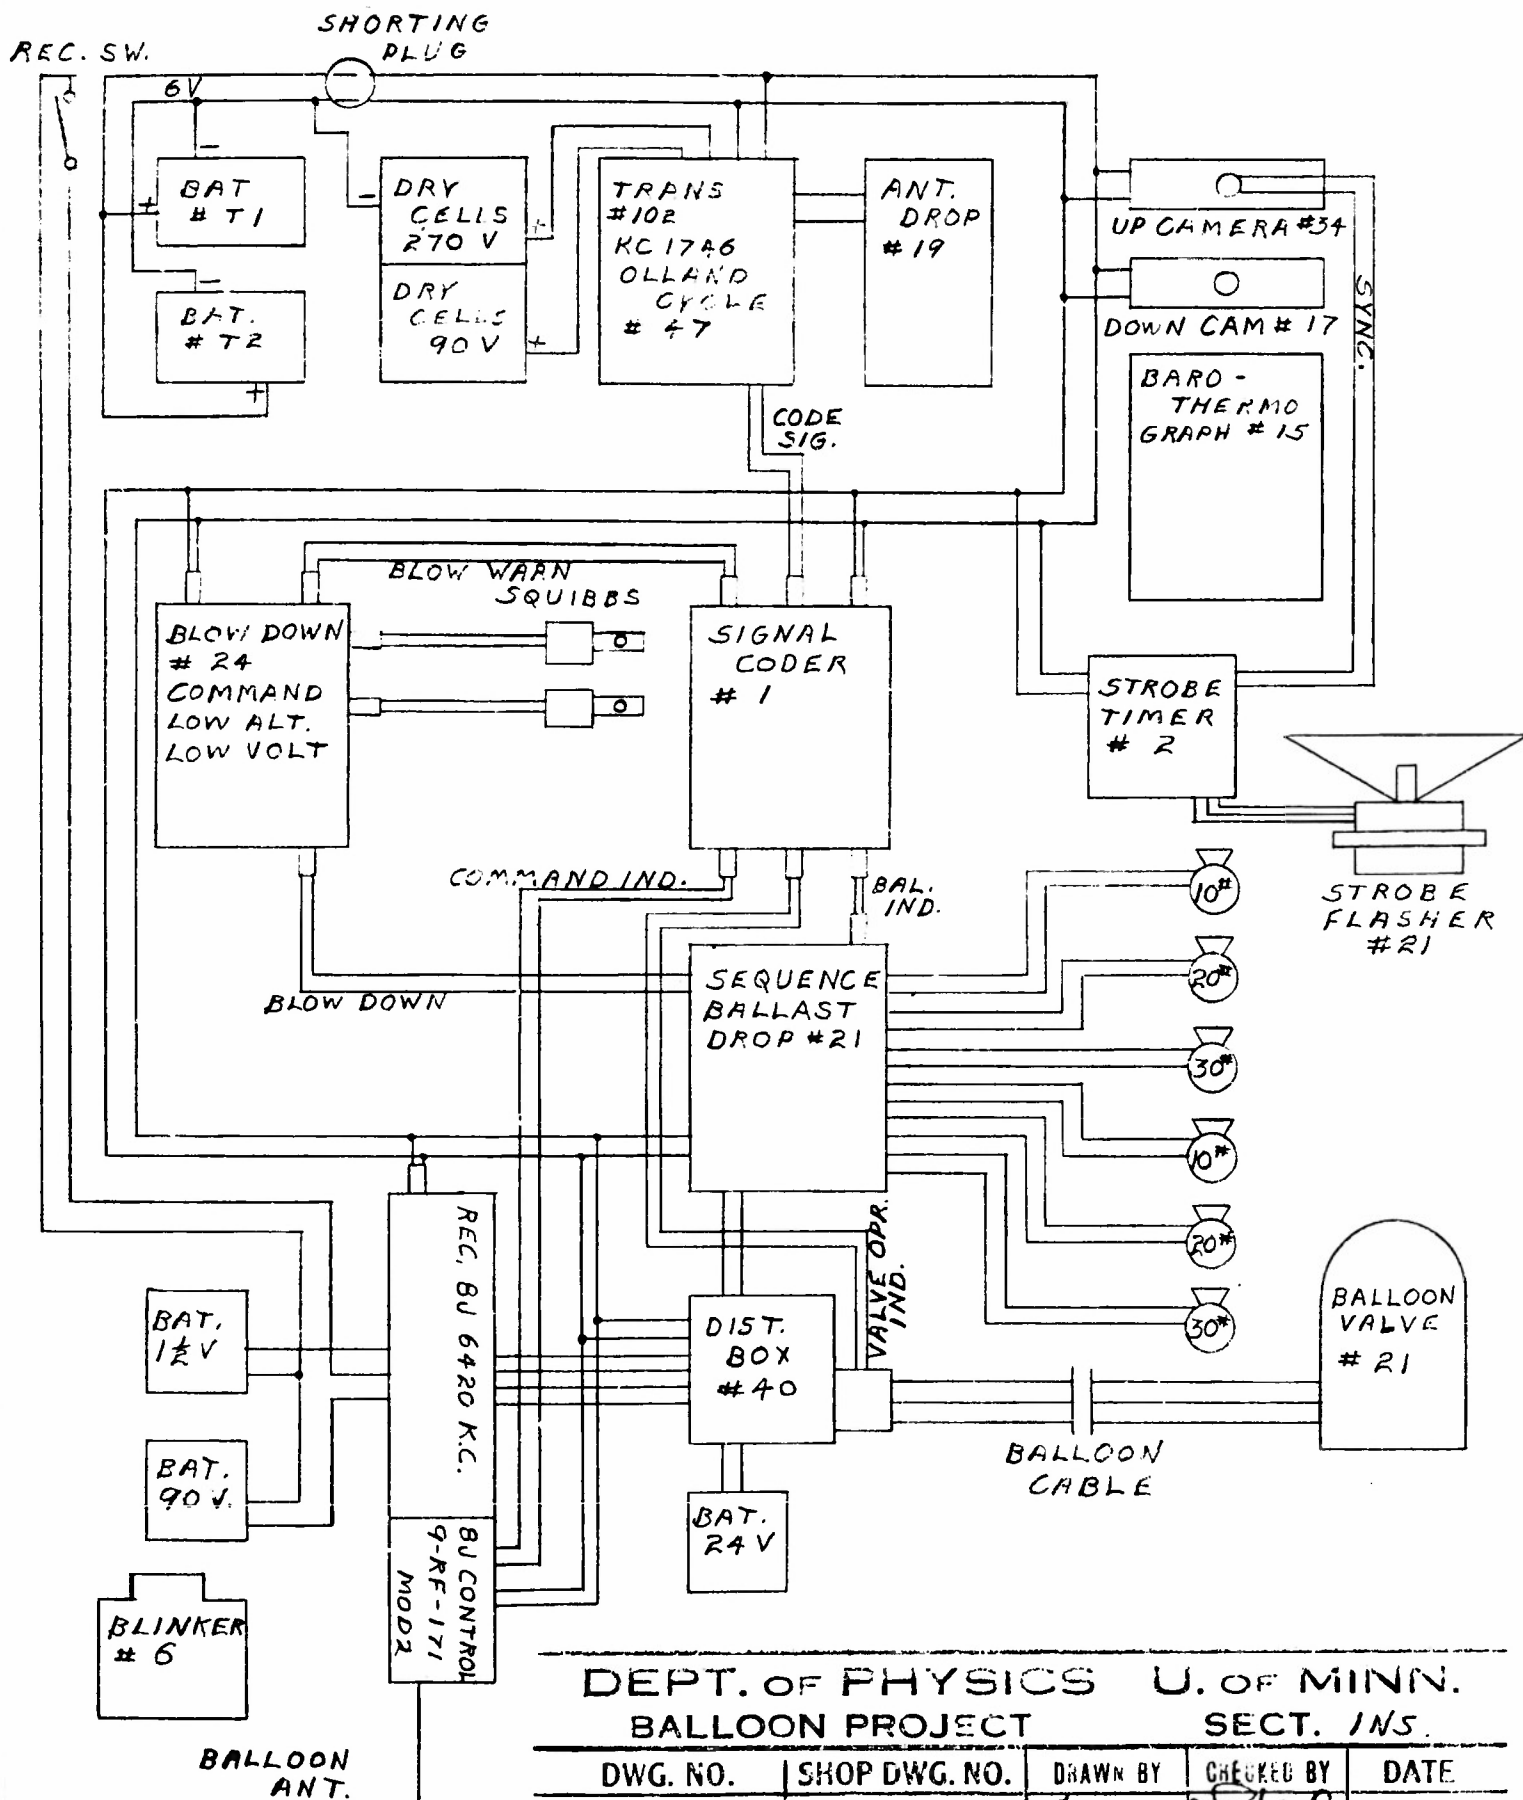 SHORTING
PLUG
REC. SW.
6V
BAT
# T1
BAT.
# T2
DRY
CELLS
270 V
DRY
CELLS
90 V
TRANS
#102
KC 1746
OLLAND
CYCLE
# 47
ANT.
DROP
# 19
UP CAMERA #34
DOWN CAM # 17
SYNC.
BARO -
THERMO
GRAPH # 15
CODE
SIG.
BLOW WARN
SQUIBBS
BLOW DOWN
# 24
COMMAND
LOW ALT.
LOW VOLT
SIGNAL
CODER
# 1
STROBE
TIMER
# 2
STROBE
FLASHER
#21
COMMAND IND.
BAL.
IND.
BLOW DOWN
SEQUENCE
BALLAST
DROP #21
10#
20#
30#
10#
20#
30#
REC. BJ 6420 K.C.
BJ CONTROL
9-RF-171
MOD2
VALVE OPR.
IND.
BAT.
1½ V
BAT.
90 V.
DIST.
BOX
#40
BALLOON
VALVE
# 21
BALLOON
CABLE
BAT.
24 V
BLINKER
# 6
BALLOON
ANT.
DEPT. OF PHYSICS U. OF MINN.
BALLOON PROJECT SECT. INS.
DWG. NO. SHOP DWG. NO. DRAWN BY CHECKED BY DATE